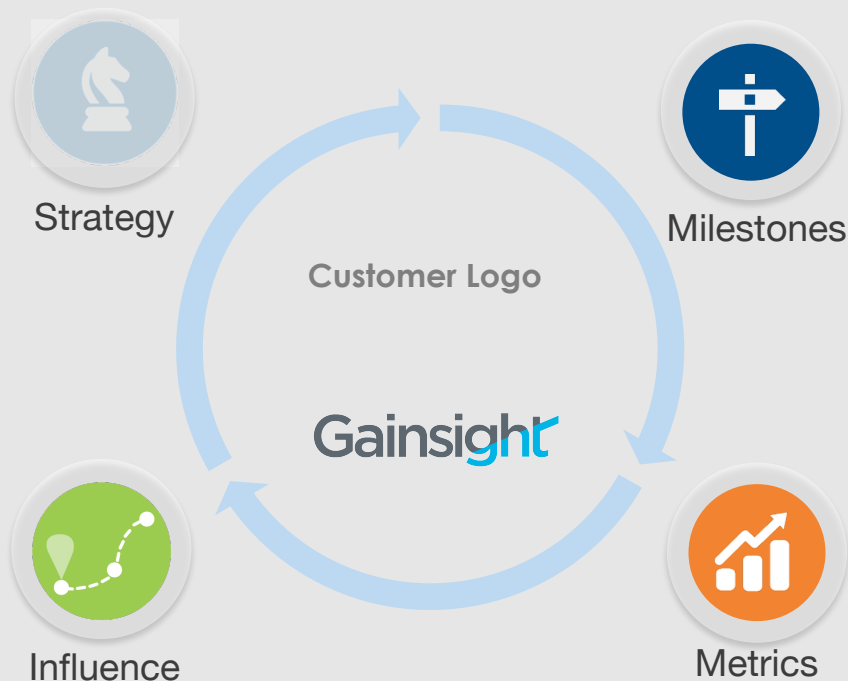 Strategy
Milestones
Customer Logo
Gainsight
Influence
Metrics